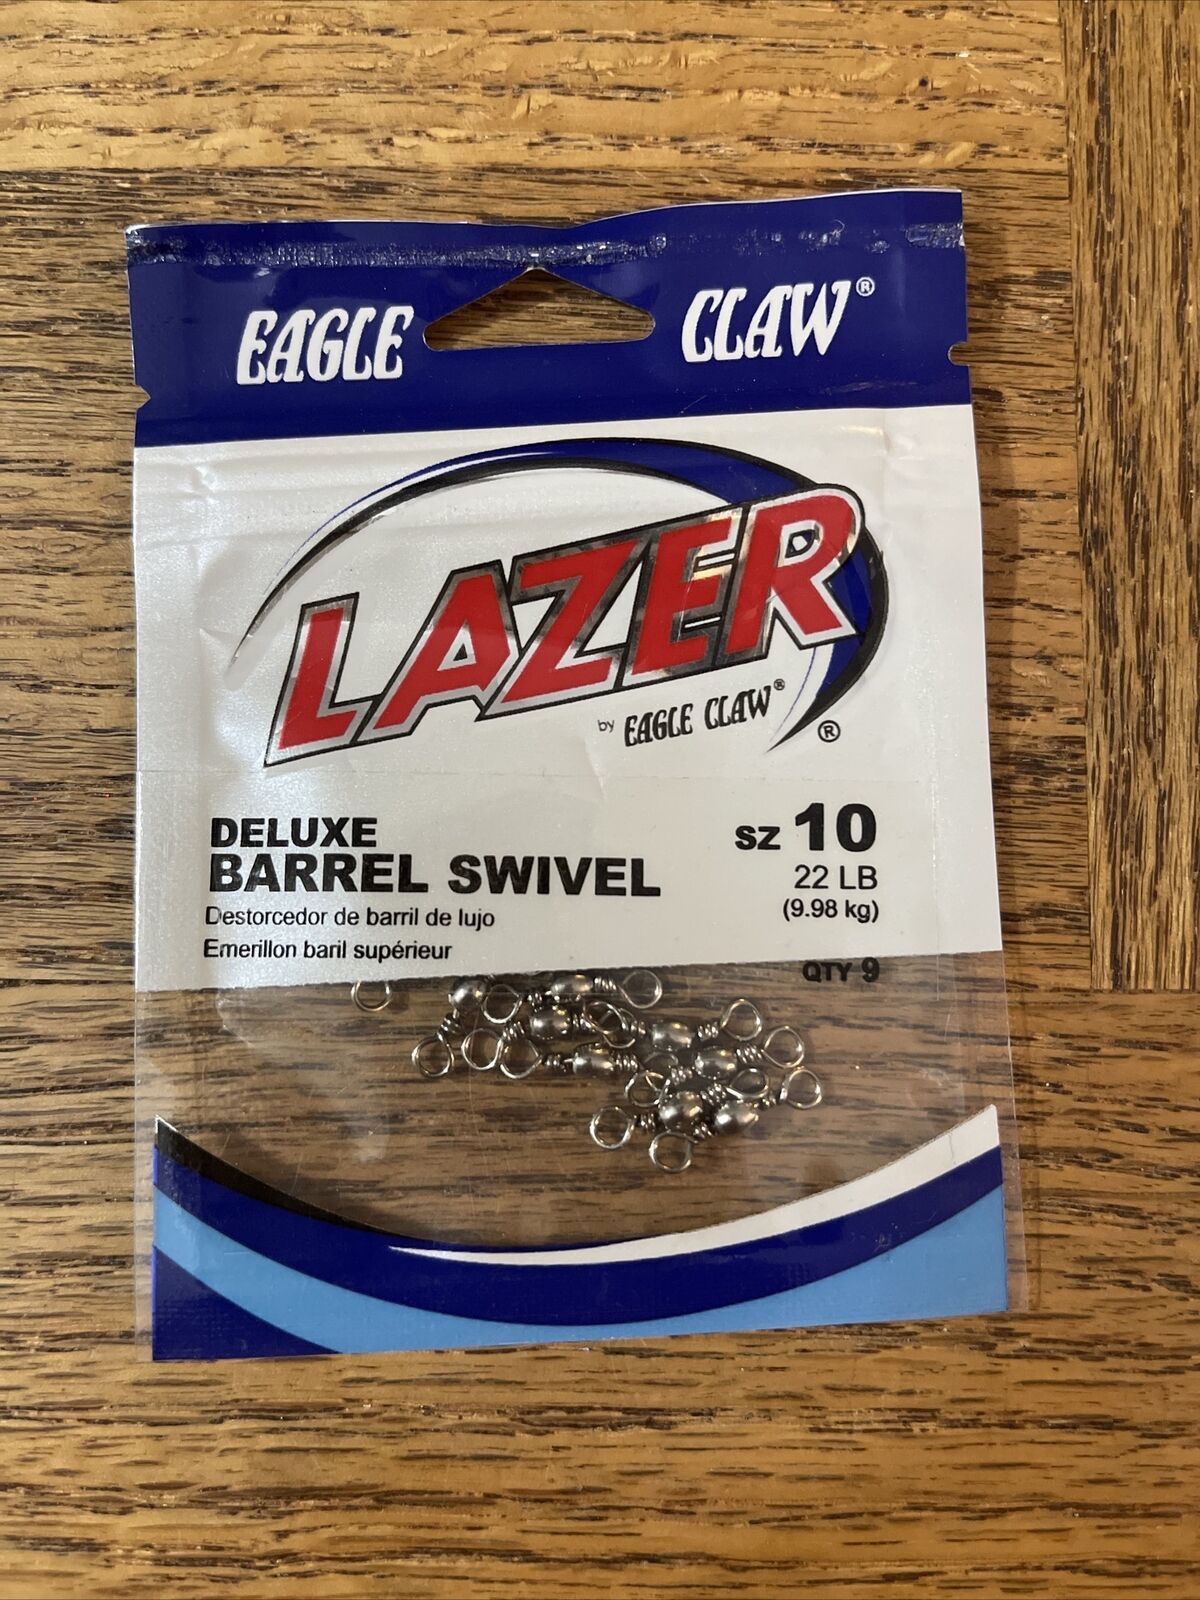 EAGLE CLAW®
LAZER
by EAGLE CLAW®
®
DELUXE
BARREL SWIVEL
Destorcedor de barril de lujo
Emerillon baril supérieur
SZ 10
22 LB
(9.98 kg)
QTY 9